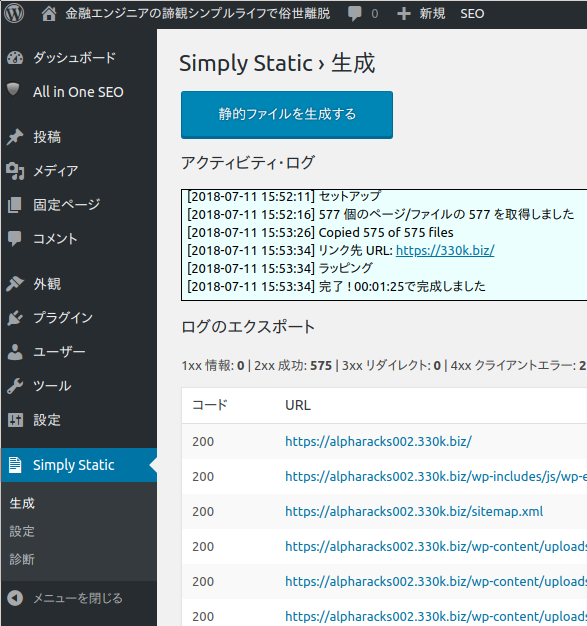 金融エンジニアの諦観シンプルライフで俗世離脱 0 新規 SEO
ダッシュボード
All in One SEO
投稿
メディア
固定ページ
コメント
外観
プラグイン
ユーザー
ツール
設定
Simply Static
生成
設定
診断
メニューを閉じる
Simply Static › 生成
静的ファイルを生成する
アクティビティ・ログ
[2018-07-11 15:52:11] セットアップ
[2018-07-11 15:52:16] 577 個のページ/ファイルの 577 を取得しました
[2018-07-11 15:53:26] Copied 575 of 575 files
[2018-07-11 15:53:34] リンク先 URL: https://330k.biz/
[2018-07-11 15:53:34] ラッピング
[2018-07-11 15:53:34] 完了 ! 00:01:25で完成しました
ログのエクスポート
1xx 情報: 0 | 2xx 成功: 575 | 3xx リダイレクト: 0 | 4xx クライアントエラー: 2
コード URL
200 https://alpharacks002.330k.biz/
200 https://alpharacks002.330k.biz/wp-includes/js/wp-e
200 https://alpharacks002.330k.biz/sitemap.xml
200 https://alpharacks002.330k.biz/wp-content/uploads
200 https://alpharacks002.330k.biz/wp-content/uploads
200 https://alpharacks002.330k.biz/wp-content/uploads